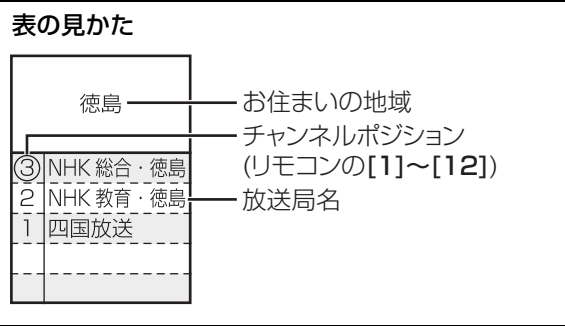 表の見かた
徳島
お住まいの地域
チャンネルポジション
(リモコンの[1]～[12])
③ NHK 総合・徳島
2 NHK 教育・徳島
放送局名
1 四国放送